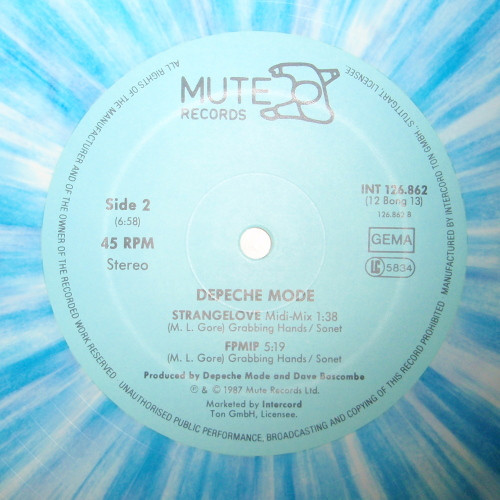 MUTE
RECORDS
Side 2
(6:58)
45 RPM
Stereo
INT 126.862
(12 Bong 13)
126.862 B
GEMA
LC 5834
DEPECHE MODE
STRANGELOVE Midi-Mix 1:38
(M. L. Gore) Grabbing Hands / Sonet
FPMIP 5:19
(M. L. Gore) Grabbing Hands / Sonet
Produced by Depeche Mode and Dave Bascombe
℗ & © 1987 Mute Records Ltd.
Marketed by Intercord
Ton GmbH, Licensee.
ALL RIGHTS OF THE MANUFACTURER AND OF THE OWNER OF THE RECORDED WORK RESERVED
UNAUTHORISED PUBLIC PERFORMANCE, BROADCASTING AND COPYING OF THIS RECORD PROHIBITED
MANUFACTURED BY INTERCORD TON GMBH, STUTTGART, LICENSEE.